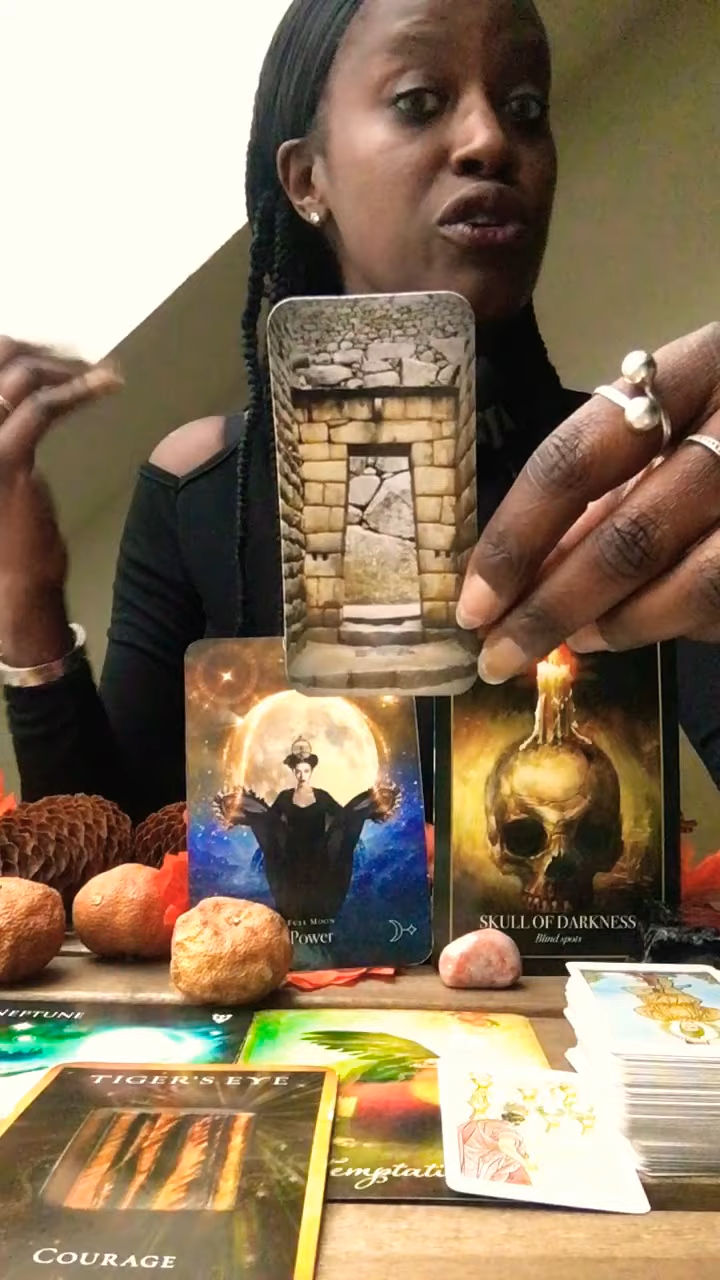 FULL MOON
Power
SKULL OF DARKNESS
Blind spots
NEPTUNE
TIGER'S EYE
COURAGE
Temptati